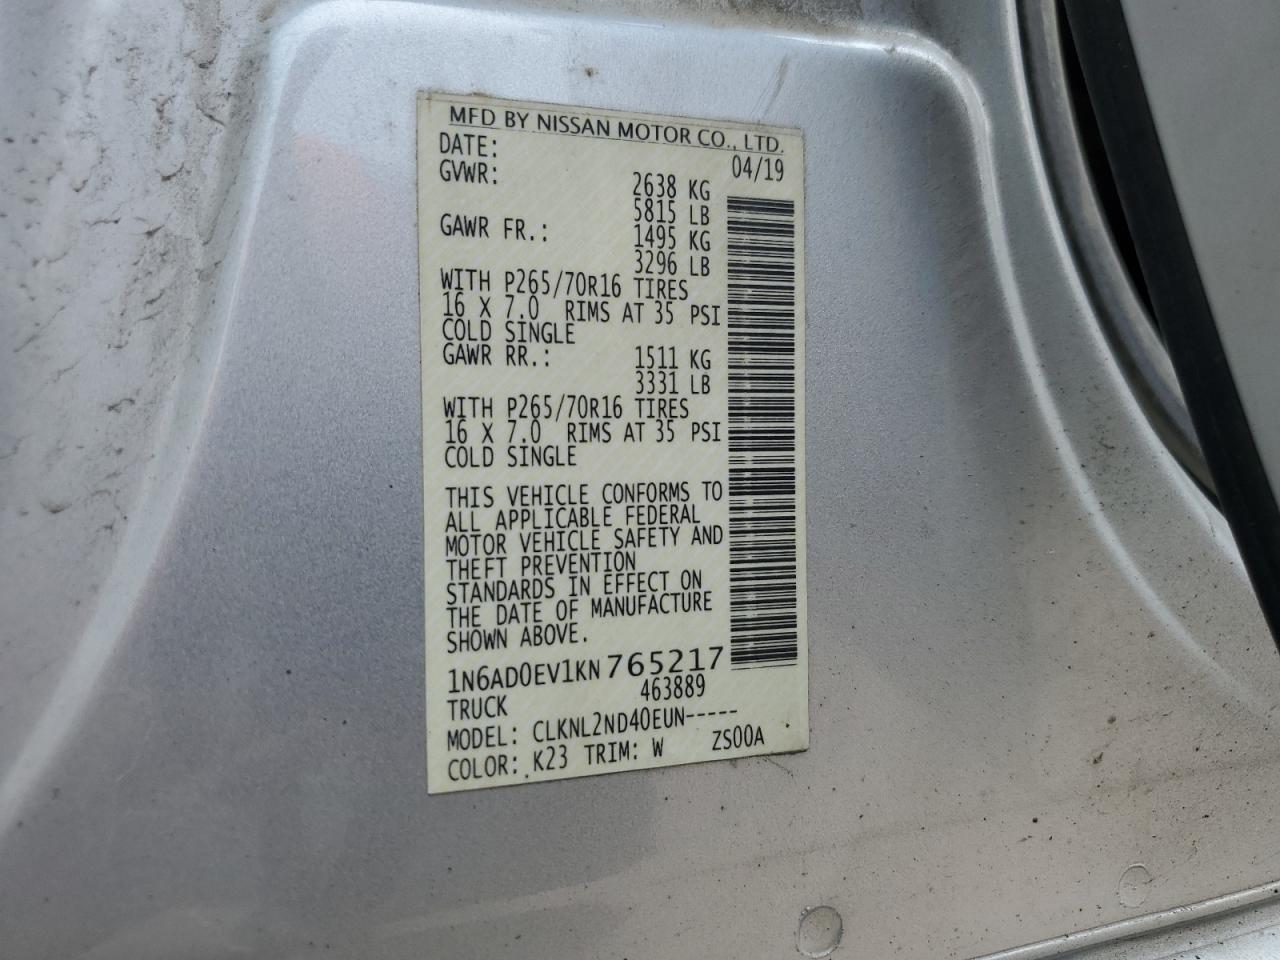 MFD BY NISSAN MOTOR CO., LTD.
DATE: 04/19
GVWR: 2638 KG
5815 LB
GAWR FR.: 1495 KG
3296 LB
WITH P265/70R16 TIRES
16 X 7.0 RIMS AT 35 PSI
COLD SINGLE
GAWR RR.: 1511 KG
3331 LB
WITH P265/70R16 TIRES
16 X 7.0 RIMS AT 35 PSI
COLD SINGLE
THIS VEHICLE CONFORMS TO
ALL APPLICABLE FEDERAL
MOTOR VEHICLE SAFETY AND
THEFT PREVENTION
STANDARDS IN EFFECT ON
THE DATE OF MANUFACTURE
SHOWN ABOVE.
1N6AD0EV1KN765217
TRUCK 463889
MODEL: CLKNL2ND40EUN-----
COLOR: K23 TRIM: W ZS00A